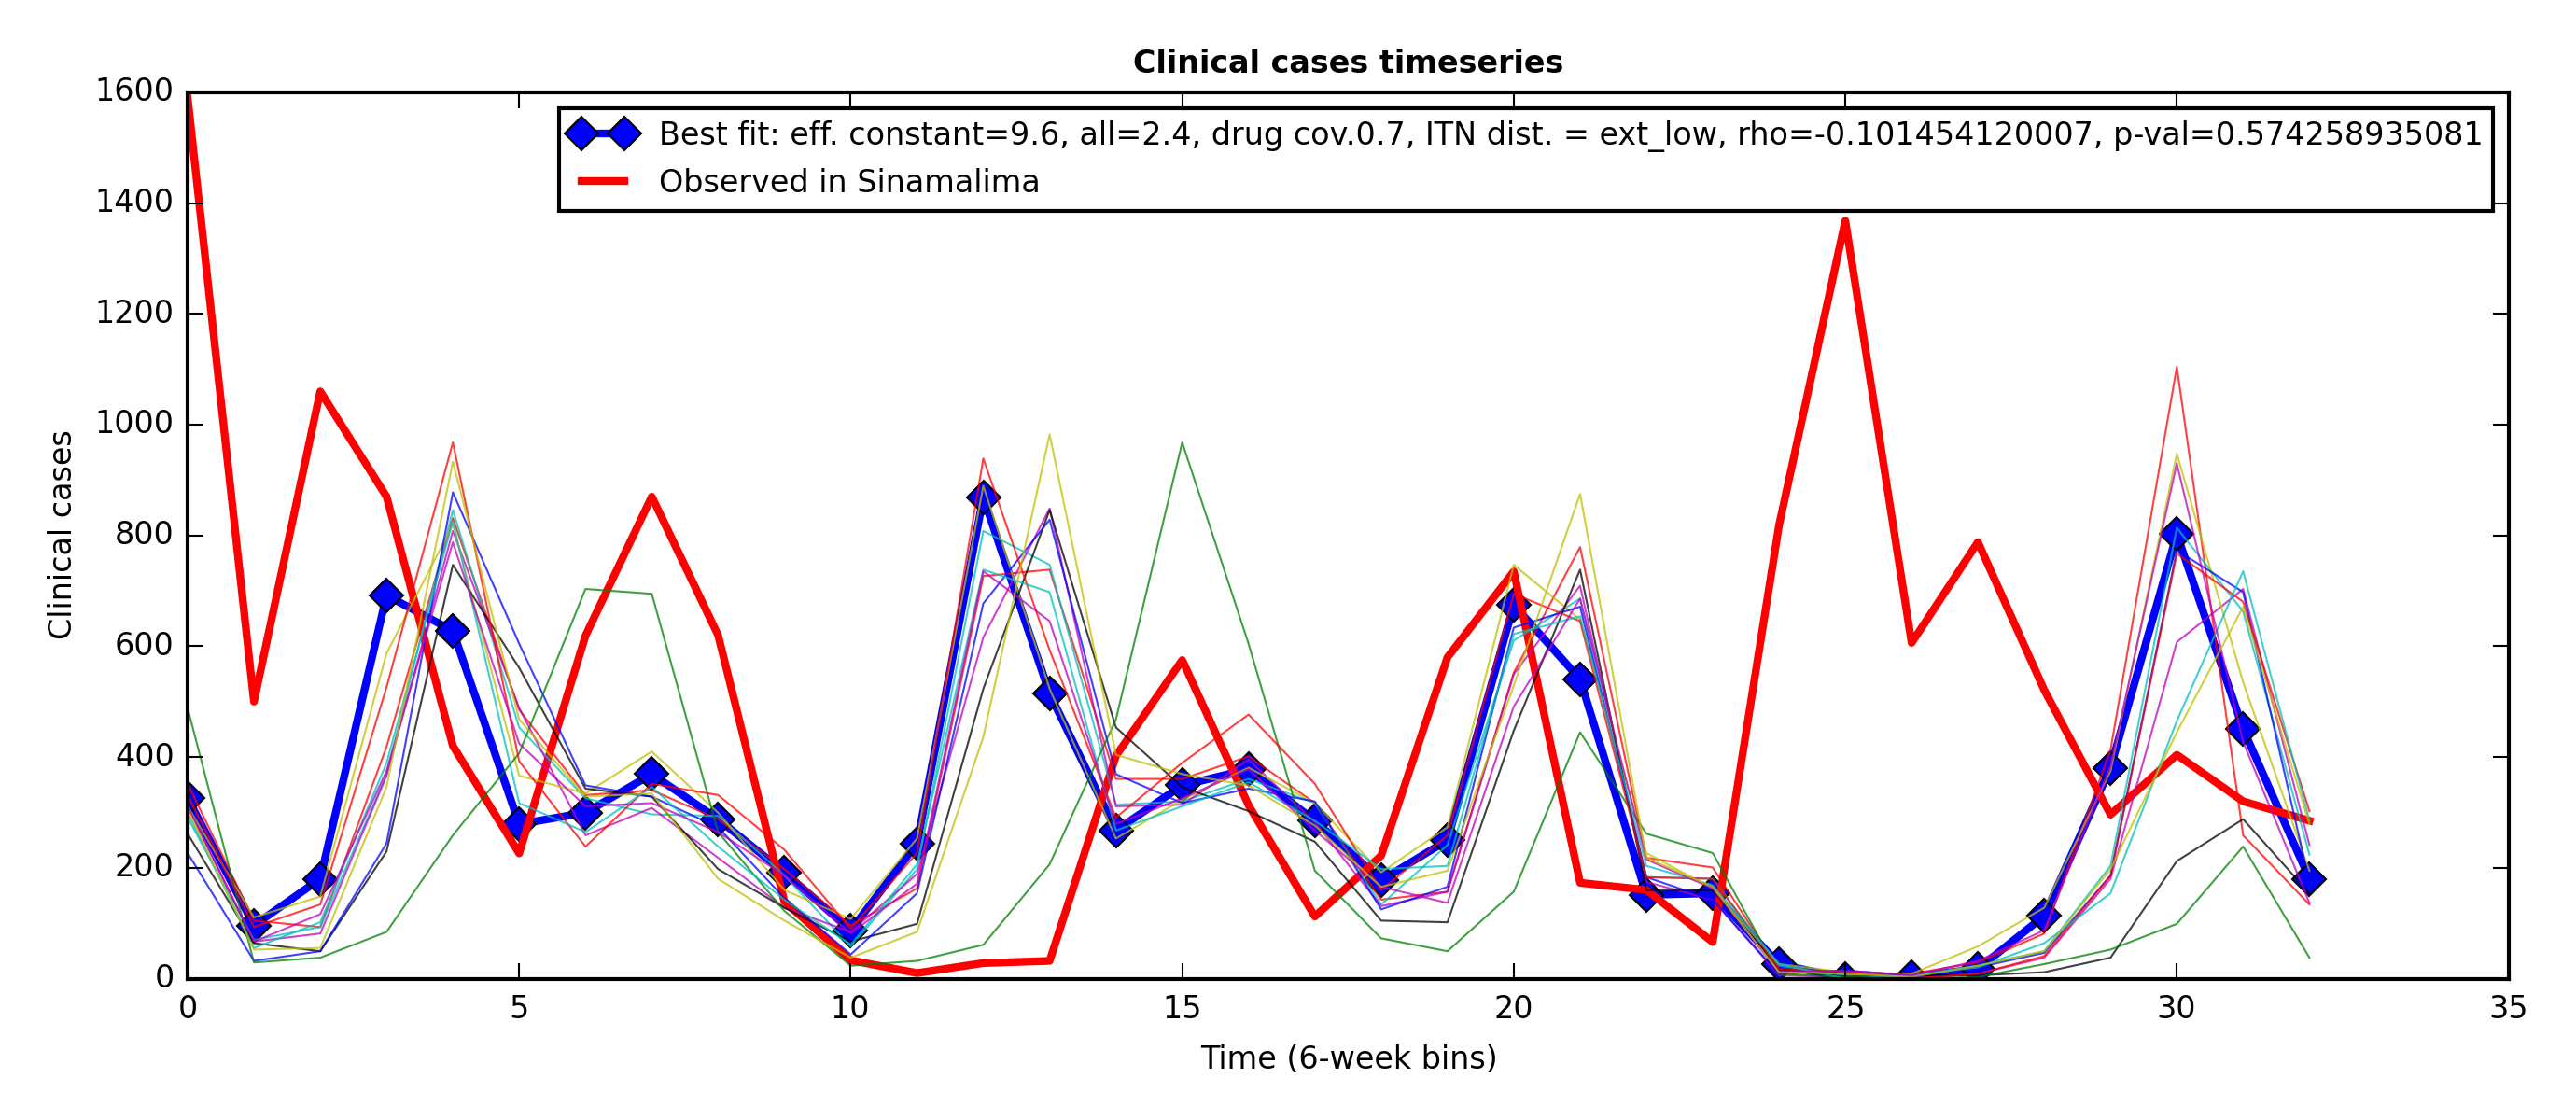 Clinical cases timeseries
Best fit: eff. constant=9.6, all=2.4, drug cov.0.7, ITN dist. = ext_low, rho=-0.101454120007, p-val=0.574258935081
Observed in Sinamalima
Clinical cases
1600
1400
1200
1000
800
600
400
200
0
0 5 10 15 20 25 30 35
Time (6-week bins)